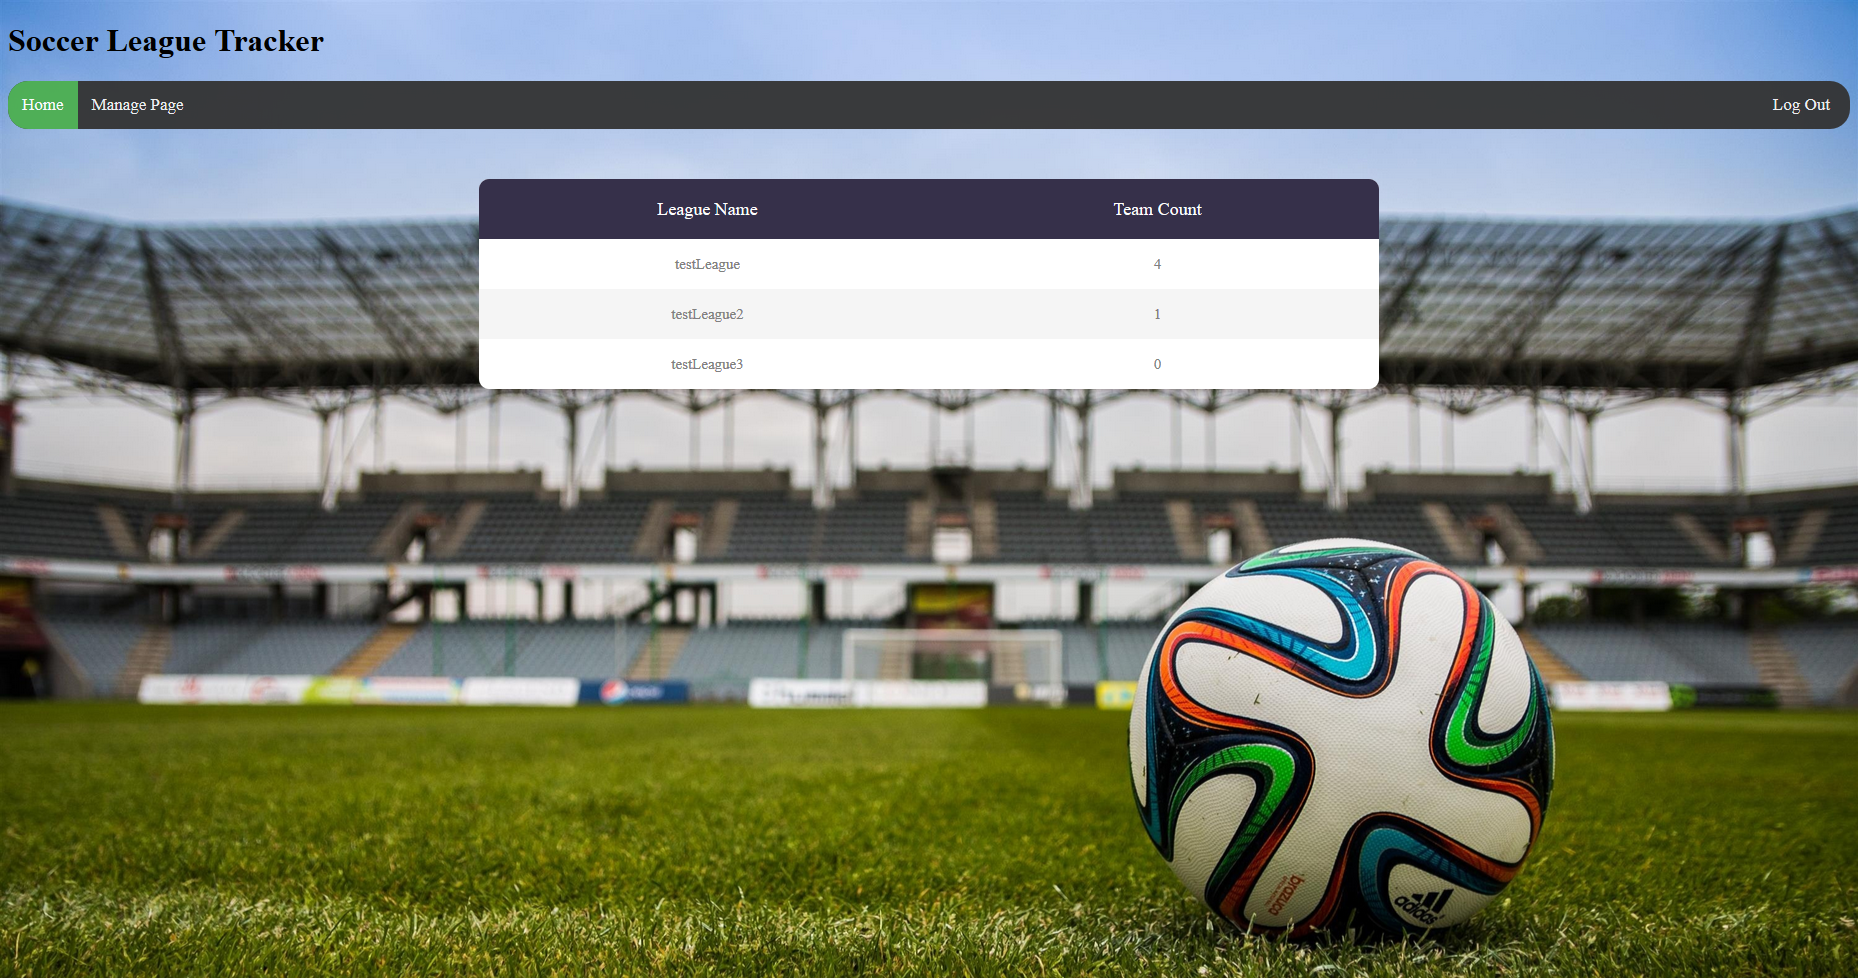 Soccer League Tracker
Home Manage Page Log Out
League Name Team Count
testLeague 4
testLeague2 1
testLeague3 0
brazuca
adidas